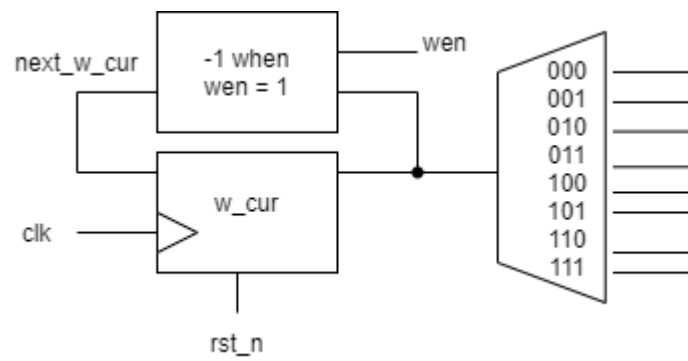 -1 when
wen = 1
wen
next_w_cur
w_cur
clk
rst_n
000
001
010
011
100
101
110
111